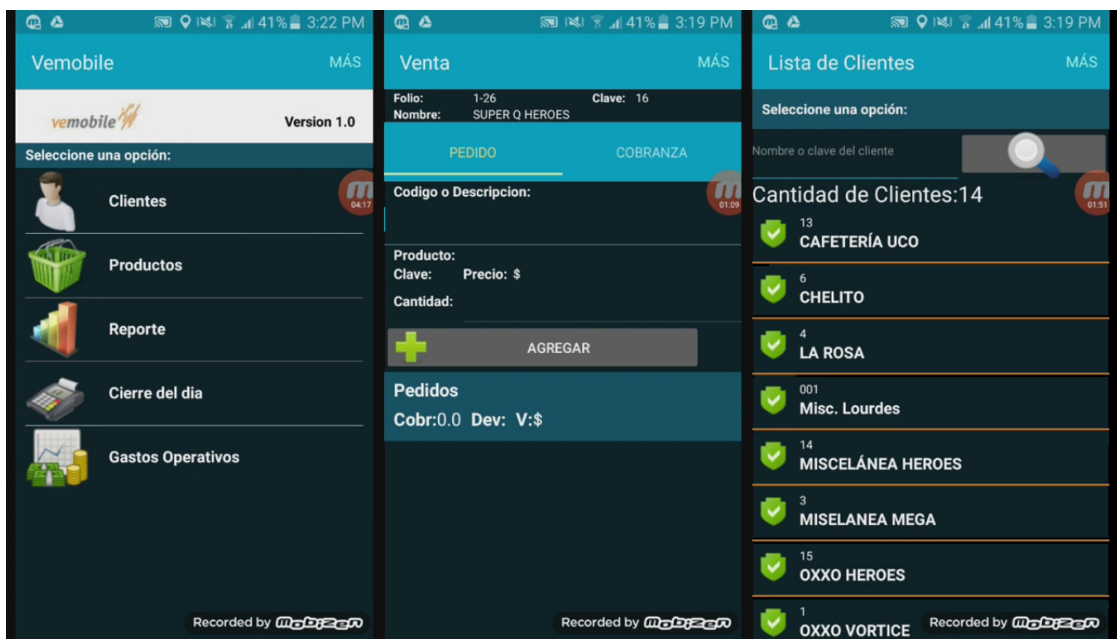 41% 3:22 PM
Vemobile MÁS
vemobile Version 1.0
Seleccione una opción:
Clientes
04:17
Productos
Reporte
Cierre del dia
Gastos Operativos
Recorded by mobizen
41% 3:19 PM
Venta MÁS
Folio: 1-26 Clave: 16
Nombre: SUPER Q HEROES
PEDIDO COBRANZA
Codigo o Descripcion:
01:09
Producto:
Clave: Precio: $
Cantidad:
AGREGAR
Pedidos
Cobr:0.0 Dev: V:$
Recorded by mobizen
41% 3:19 PM
Lista de Clientes MÁS
Seleccione una opción:
Nombre o clave del cliente
Cantidad de Clientes:14
01:51
13
CAFETERÍA UCO
6
CHELITO
4
LA ROSA
001
Misc. Lourdes
14
MISCELÁNEA HEROES
3
MISELANEA MEGA
15
OXXO HEROES
1
OXXO VORTICE
Recorded by mobizen